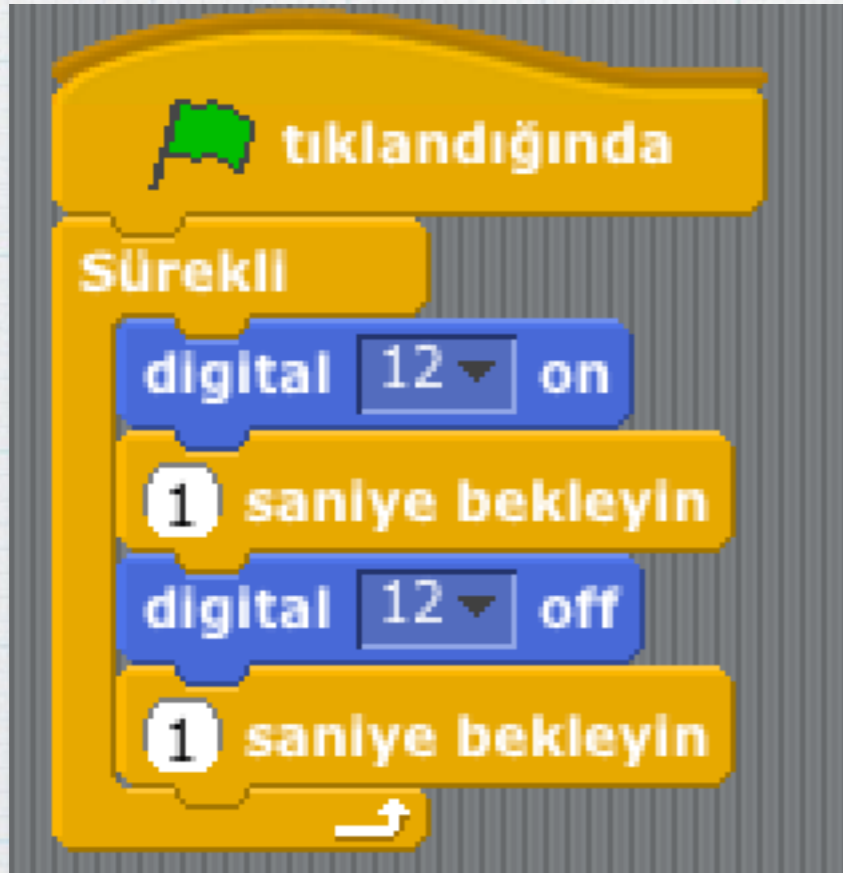 tıklandığında
Sürekli
digital 12 on
1 saniye bekleyin
digital 12 off
1 saniye bekleyin